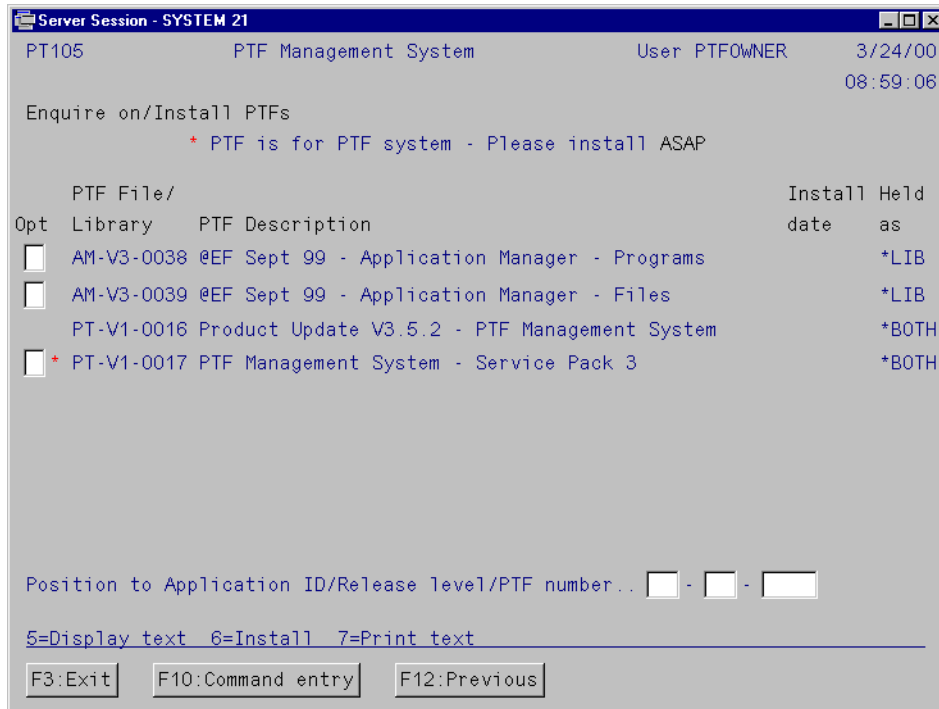 Server Session - SYSTEM 21
PT105 PTF Management System User PTFOWNER 3/24/00
08:59:06
Enquire on/Install PTFs
* PTF is for PTF system - Please install ASAP
PTF File/ Install Held
Opt Library PTF Description date as
AM-V3-0038 @EF Sept 99 - Application Manager - Programs *LIB
AM-V3-0039 @EF Sept 99 - Application Manager - Files *LIB
PT-V1-0016 Product Update V3.5.2 - PTF Management System *BOTH
* PT-V1-0017 PTF Management System - Service Pack 3 *BOTH
Position to Application ID/Release level/PTF number.. - -
5=Display text 6=Install 7=Print text
F3:Exit F10:Command entry F12:Previous